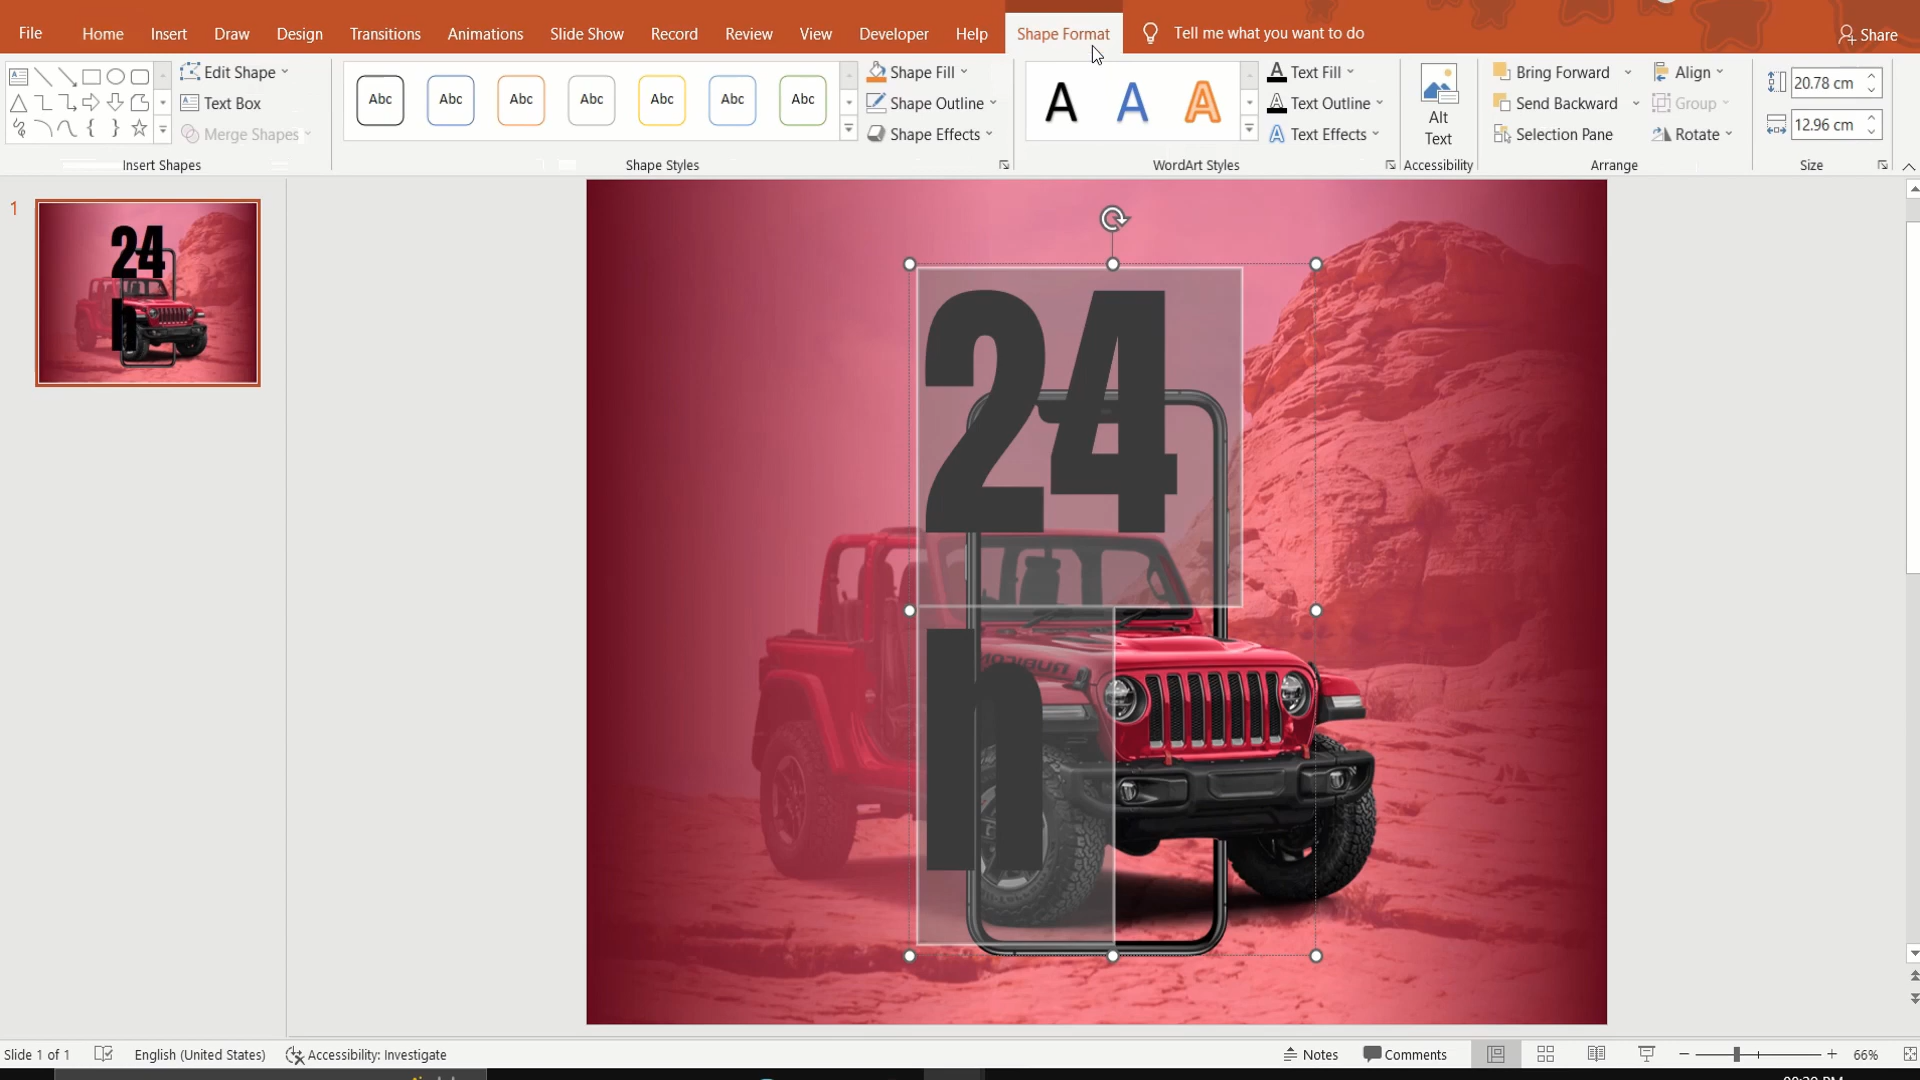 File Home Insert Draw Design Transitions Animations Slide Show Record Review View Developer Help Shape Format Tell me what you want to do Share
Edit Shape
Text Box
Merge Shapes
Insert Shapes
Abc Abc Abc Abc Abc Abc Abc
Shape Styles
Shape Fill
Shape Outline
Shape Effects
A A A
WordArt Styles
Text Fill
Text Outline
Text Effects
Alt
Text
Accessibility
Bring Forward
Send Backward
Selection Pane
Align
Group
Rotate
Arrange
20.78 cm
12.96 cm
Size
1
24
h
24
h
RUBICON
Slide 1 of 1 English (United States) Accessibility: Investigate Notes Comments 66%